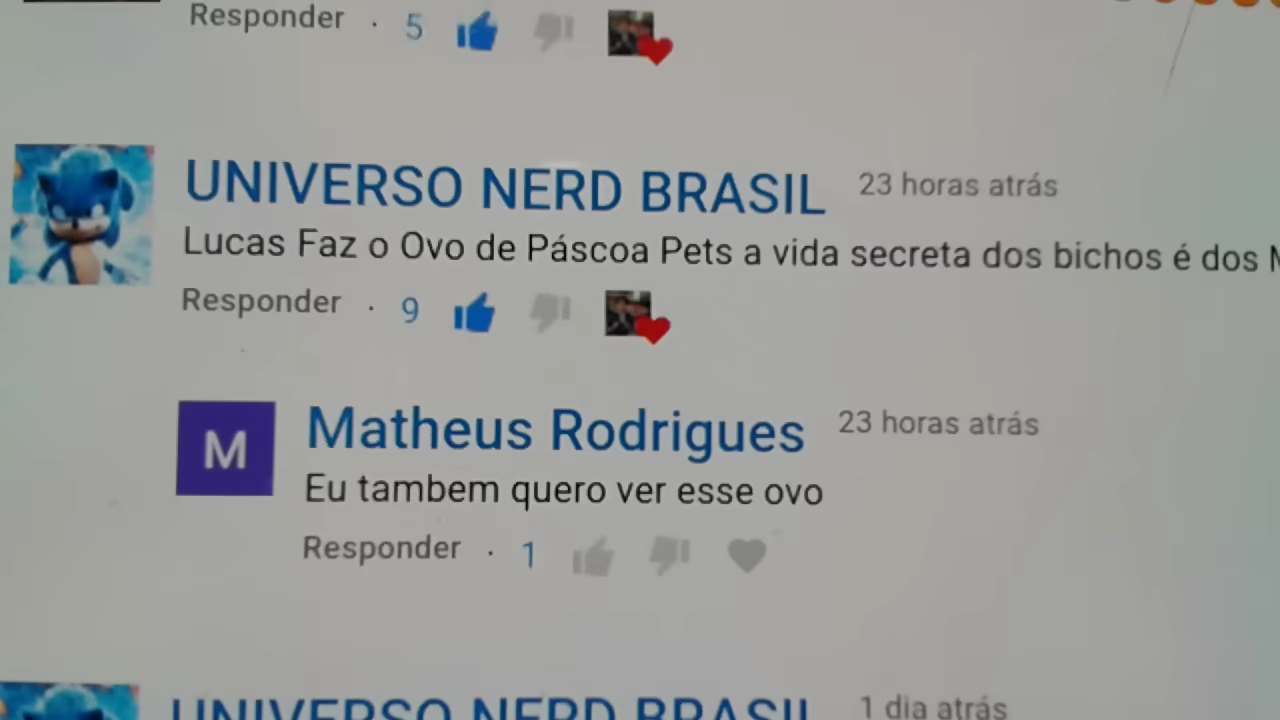 Responder · 5
UNIVERSO NERD BRASIL 23 horas atrás
Lucas Faz o Ovo de Páscoa Pets a vida secreta dos bichos é dos
Responder · 9
M
Matheus Rodrigues 23 horas atrás
Eu tambem quero ver esse ovo
Responder · 1
UNIVERSO NERD BRASIL 1 dia atrás